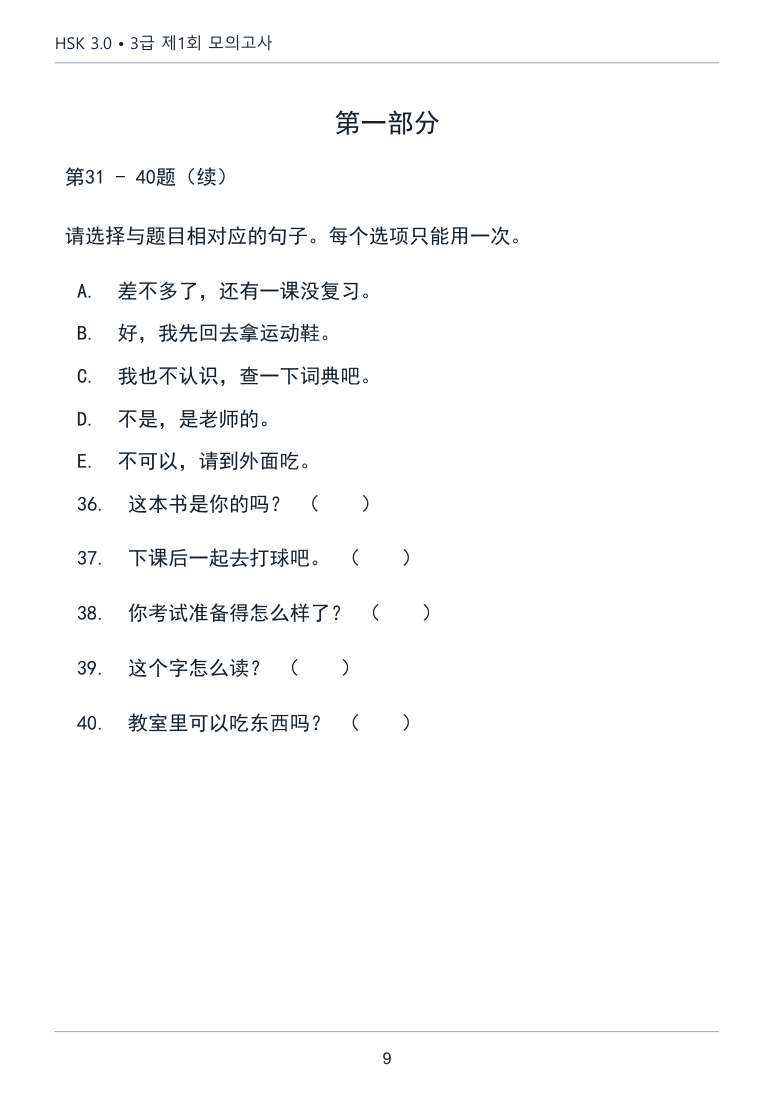 HSK 3.0 • 3급 제1회 모의고사
第一部分
第31 - 40题（续）
请选择与题目相对应的句子。每个选项只能用一次。
A. 差不多了，还有一课没复习。
B. 好，我先回去拿运动鞋。
C. 我也不认识，查一下词典吧。
D. 不是，是老师的。
E. 不可以，请到外面吃。
36. 这本书是你的吗？ （　　）
37. 下课后一起去打球吧。 （　　）
38. 你考试准备得怎么样了？ （　　）
39. 这个字怎么读？ （　　）
40. 教室里可以吃东西吗？ （　　）
9